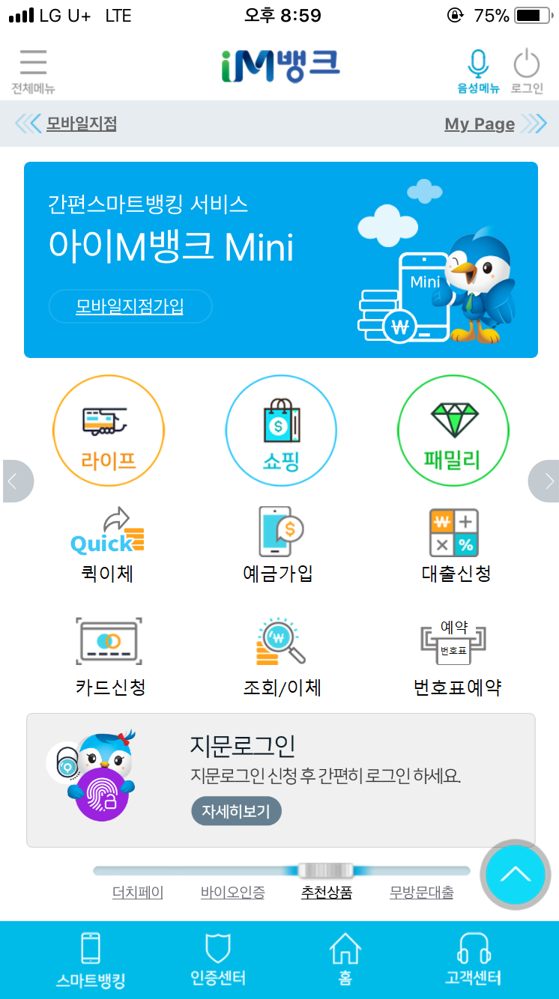 LG U+ LTE 오후 8:59 75%
iM뱅크
전체메뉴 음성메뉴 로그인
모바일지점 My Page
간편스마트뱅킹 서비스
아이M뱅크 Mini
모바일지점가입
Mini
₩
라이프 쇼핑 패밀리
$
Quick $ ₩ + × %
퀵이체 예금가입 대출신청
₩ 예약
번호표
카드신청 조회/이체 번호표예약
지문로그인
지문로그인 신청 후 간편히 로그인 하세요.
자세히보기
더치페이 바이오인증 추천상품 무방문대출
스마트뱅킹 인증센터 홈 고객센터